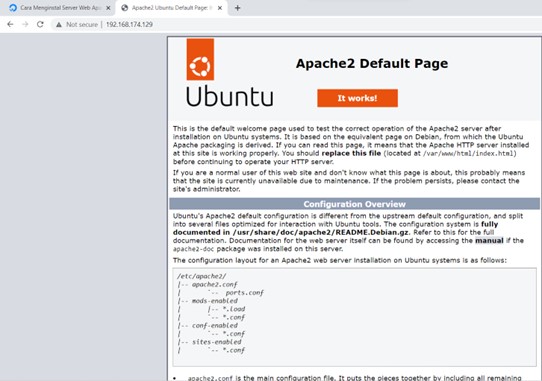 Cara Menginstal Server Web Apa
Apache2 Ubuntu Default Page: I
Not secure | 192.168.174.129
Apache2 Default Page
Ubuntu
It works!
This is the default welcome page used to test the correct operation of the Apache2 server after
installation on Ubuntu systems. It is based on the equivalent page on Debian, from which the Ubuntu
Apache packaging is derived. If you can read this page, it means that the Apache HTTP server installed
at this site is working properly. You should replace this file (located at /var/www/html/index.html)
before continuing to operate your HTTP server.
If you are a normal user of this web site and don't know what this page is about, this probably means
that the site is currently unavailable due to maintenance. If the problem persists, please contact the
site's administrator.
Configuration Overview
Ubuntu's Apache2 default configuration is different from the upstream default configuration, and split
into several files optimized for interaction with Ubuntu tools. The configuration system is fully
documented in /usr/share/doc/apache2/README.Debian.gz. Refer to this for the full
documentation. Documentation for the web server itself can be found by accessing the manual if the
apache2-doc package was installed on this server.
The configuration layout for an Apache2 web server installation on Ubuntu systems is as follows:
/etc/apache2/
|-- apache2.conf
|       `--  ports.conf
|-- mods-enabled
|       |-- *.load
|       `-- *.conf
|-- conf-enabled
|       `-- *.conf
|-- sites-enabled
|       `-- *.conf
• apache2.conf is the main configuration file. It puts the pieces together by including all remaining